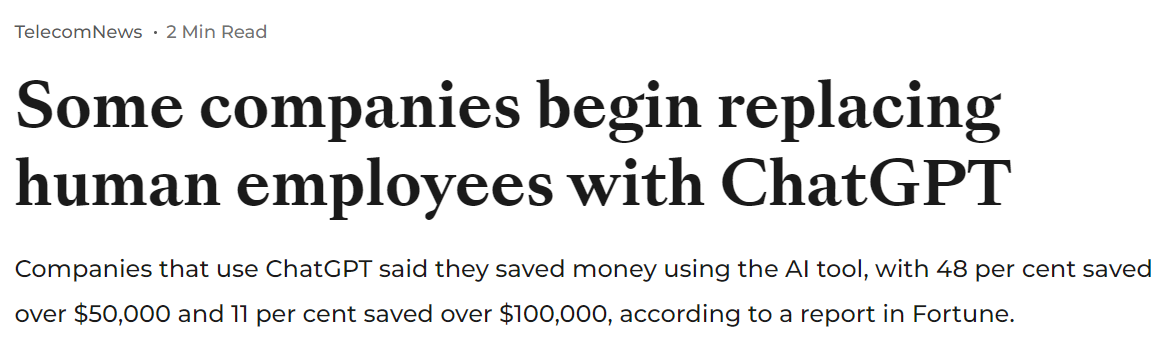 TelecomNews • 2 Min Read
Some companies begin replacing
human employees with ChatGPT
Companies that use ChatGPT said they saved money using the AI tool, with 48 per cent saved
over $50,000 and 11 per cent saved over $100,000, according to a report in Fortune.